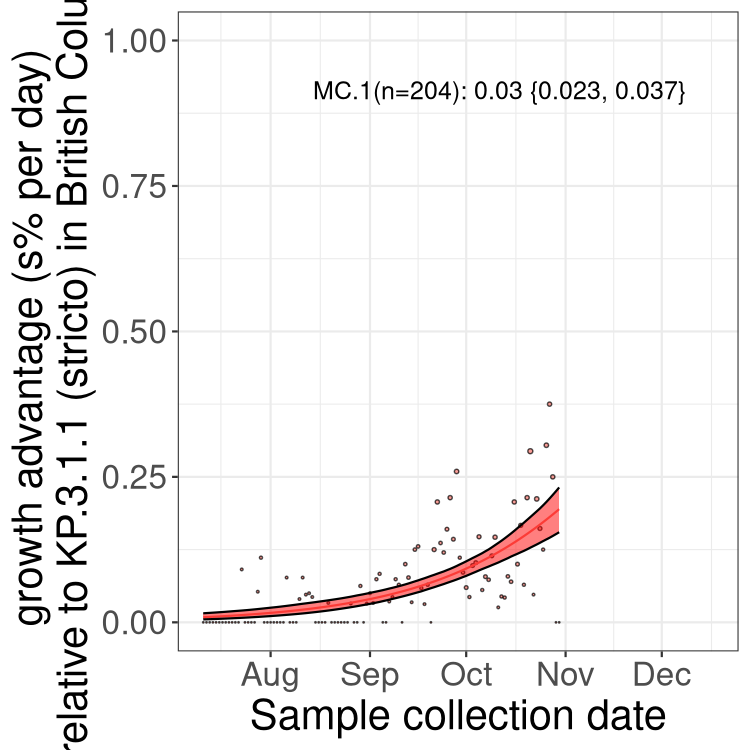 growth advantage (s% per day)
relative to KP.3.1.1 (stricto) in British Colu
1.00
0.75
0.50
0.25
0.00
MC.1(n=204): 0.03 {0.023, 0.037}
Aug Sep Oct Nov Dec
Sample collection date